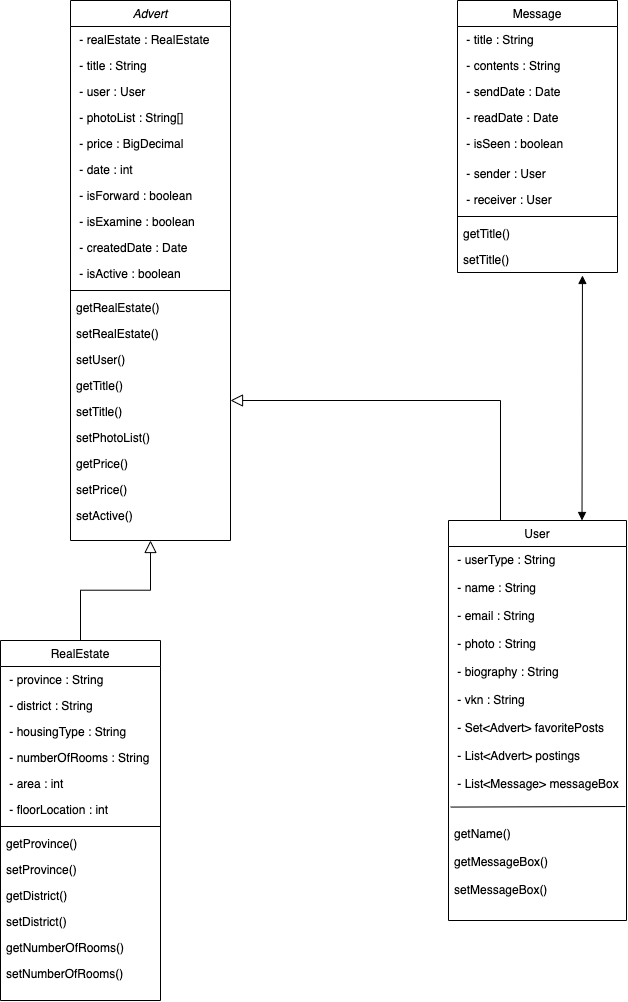 Advert
- realEstate : RealEstate
- title : String
- user : User
- photoList : String[]
- price : BigDecimal
- date : int
- isForward : boolean
- isExamine : boolean
- createdDate : Date
- isActive : boolean
getRealEstate()
setRealEstate()
setUser()
getTitle()
setTitle()
setPhotoList()
getPrice()
setPrice()
setActive()
Message
- title : String
- contents : String
- sendDate : Date
- readDate : Date
- isSeen : boolean
- sender : User
- receiver : User
getTitle()
setTitle()
RealEstate
- province : String
- district : String
- housingType : String
- numberOfRooms : String
- area : int
- floorLocation : int
getProvince()
setProvince()
getDistrict()
setDistrict()
getNumberOfRooms()
setNumberOfRooms()
User
- userType : String
- name : String
- email : String
- photo : String
- biography : String
- vkn : String
- Set<Advert> favoritePosts
- List<Advert> postings
- List<Message> messageBox
getName()
getMessageBox()
setMessageBox()